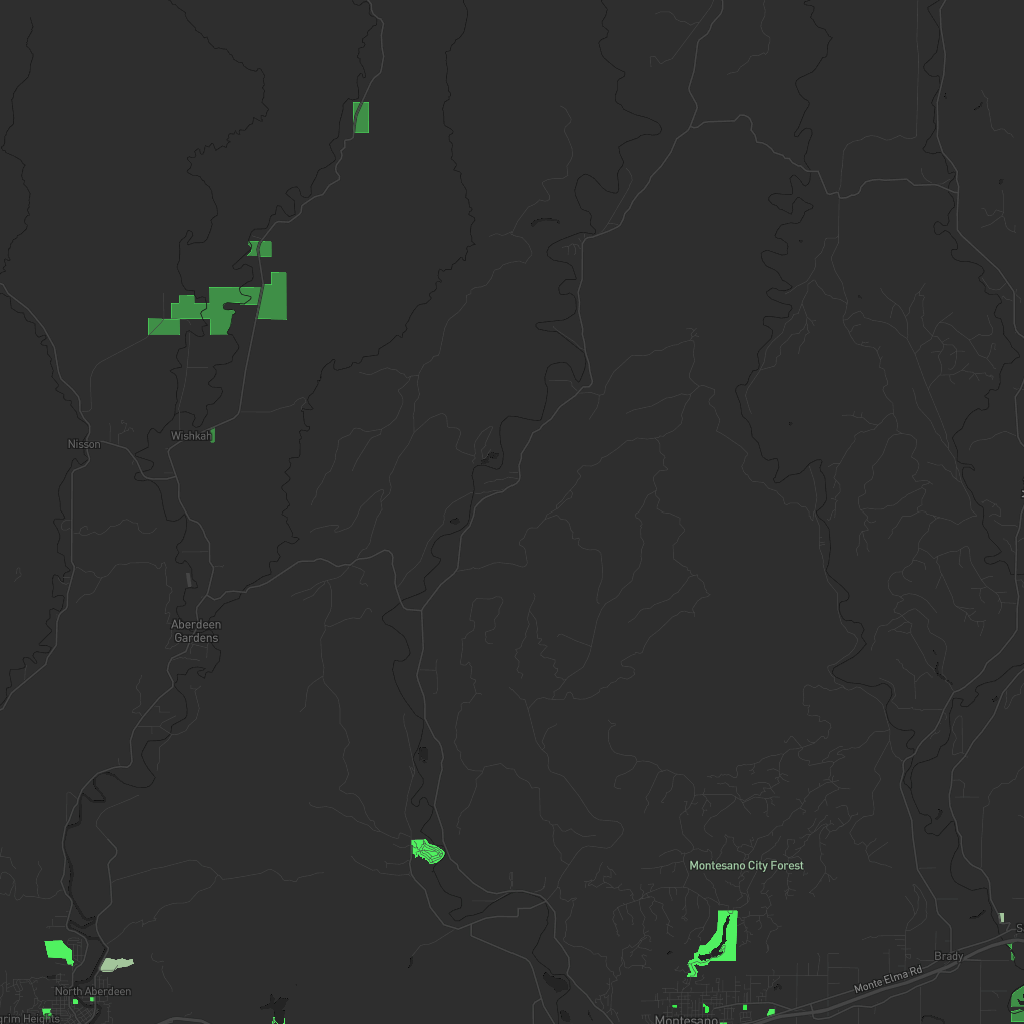 Nisson
Wishkah
Aberdeen
Gardens
Montesano City Forest
Brady
Monte Elma Rd
North Aberdeen
Montesano